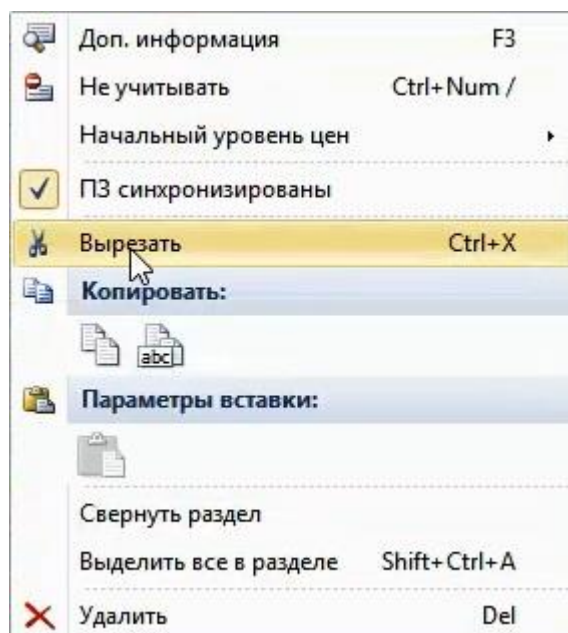 Доп. информация F3
Не учитывать Ctrl+Num /
Начальный уровень цен
ПЗ синхронизированы
Вырезать Ctrl+X
Копировать:
abc
Параметры вставки:
Свернуть раздел
Выделить все в разделе Shift+Ctrl+A
Удалить Del